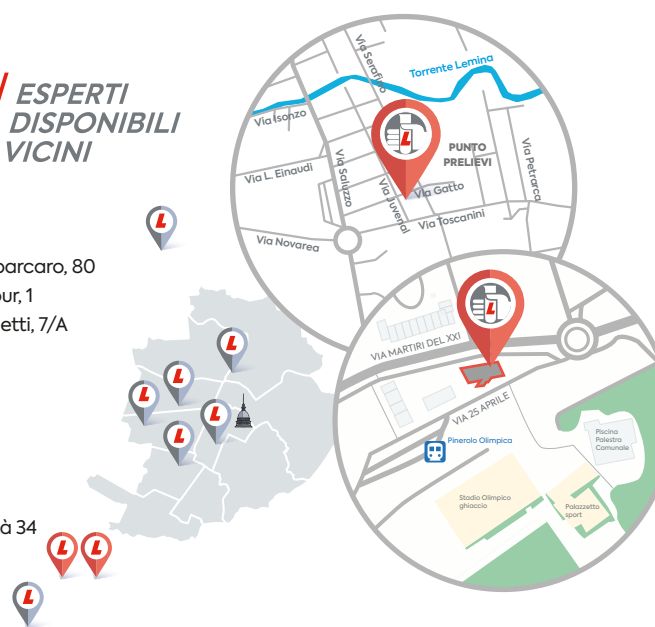 ESPERTI
DISPONIBILI
VICINI
parcaro, 80
ur, 1
etti, 7/A
à 34
Torrente Lemina
Via Serafino
Via Isonzo
PUNTO
PRELIEVI
Via L. Einaudi
Via Saluzzo
Via Juvenal
Via Gatto
Via Petrarca
Via Toscanini
Via Novarea
VIA MARTIRI DEL XXI
VIA 25 APRILE
Pinerolo Olimpica
Piscina
Palestra
Comunale
Stadio Olimpico
ghiaccio
Palazzetto
sport
L
L
L
L
L
L
L
L
L
L
L